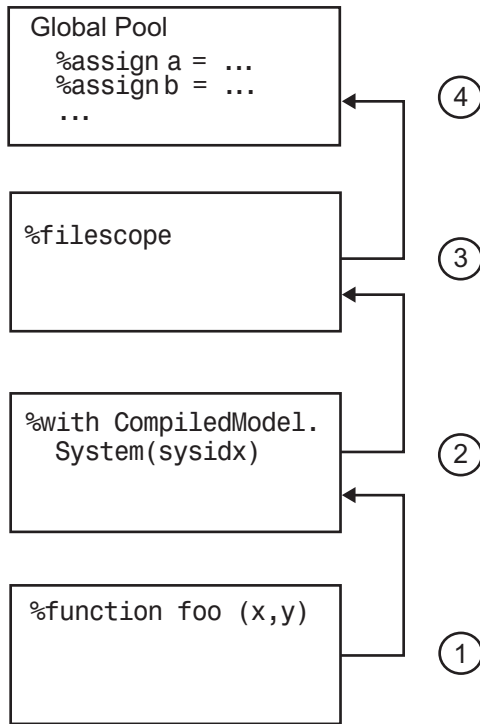 Global Pool
%assign a = ...
%assign b = ...
...
4
%filescope
3
%with CompiledModel.
System(sysidx)
2
%function foo (x,y)
1